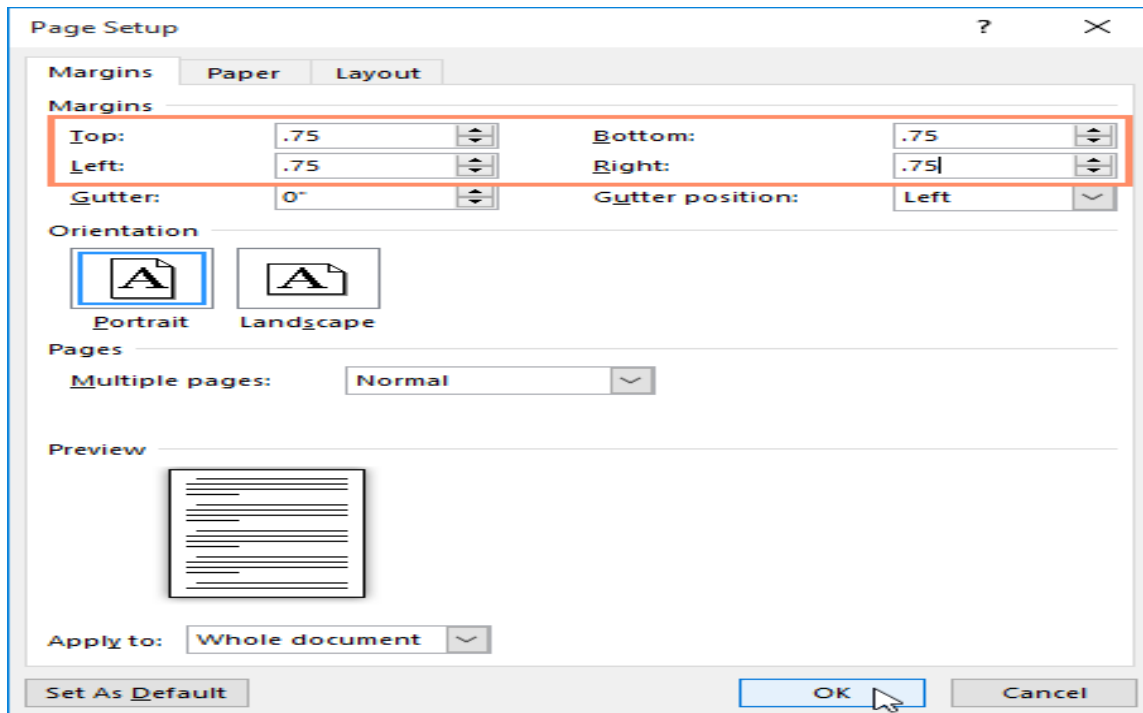 Page Setup ?
Margins Paper Layout
Margins
Top: .75 Bottom: .75
Left: .75 Right: .75
Gutter: 0" Gutter position: Left
Orientation
A A
Portrait Landscape
Pages
Multiple pages: Normal
Preview
Apply to: Whole document
Set As Default OK Cancel